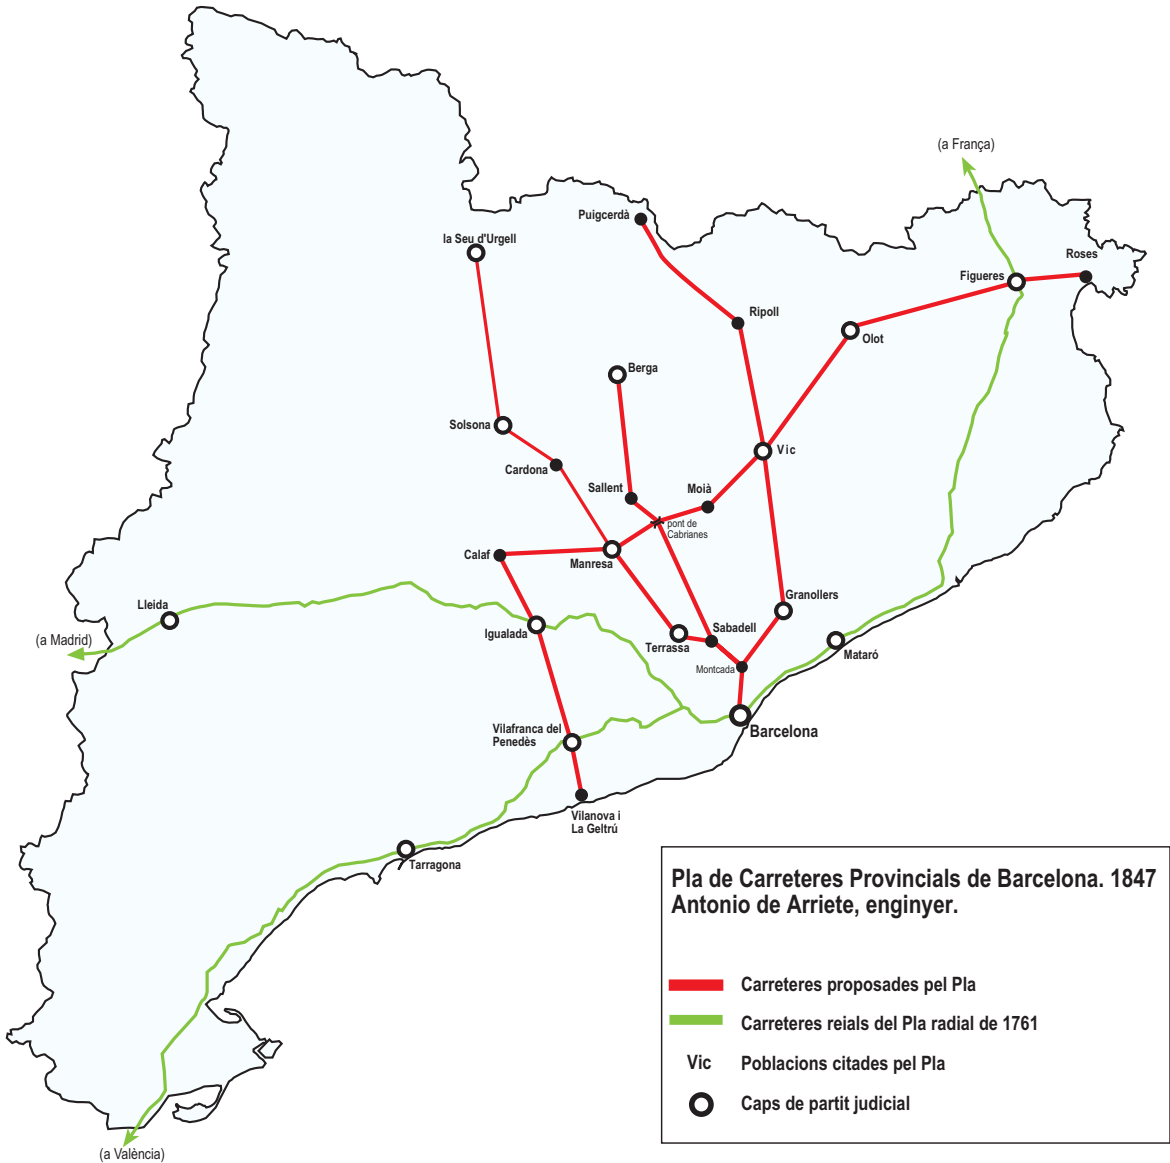 (a França)
Puigcerdà
la Seu d'Urgell
Roses
Figueres
Ripoll
Olot
Berga
Solsona
Vic
Cardona
Sallent
Moià
pont de
Cabrianes
Calaf
Manresa
Granollers
Lleida
Igualada
Sabadell
(a Madrid)
Terrassa
Mataró
Montcada
Vilafranca del
Penedès
Barcelona
Vilanova i
La Geltrú
Tarragona
Pla de Carreteres Provincials de Barcelona. 1847
Antonio de Arriete, enginyer.
Carreteres proposades pel Pla
Carreteres reials del Pla radial de 1761
Vic Poblacions citades pel Pla
Caps de partit judicial
(a València)